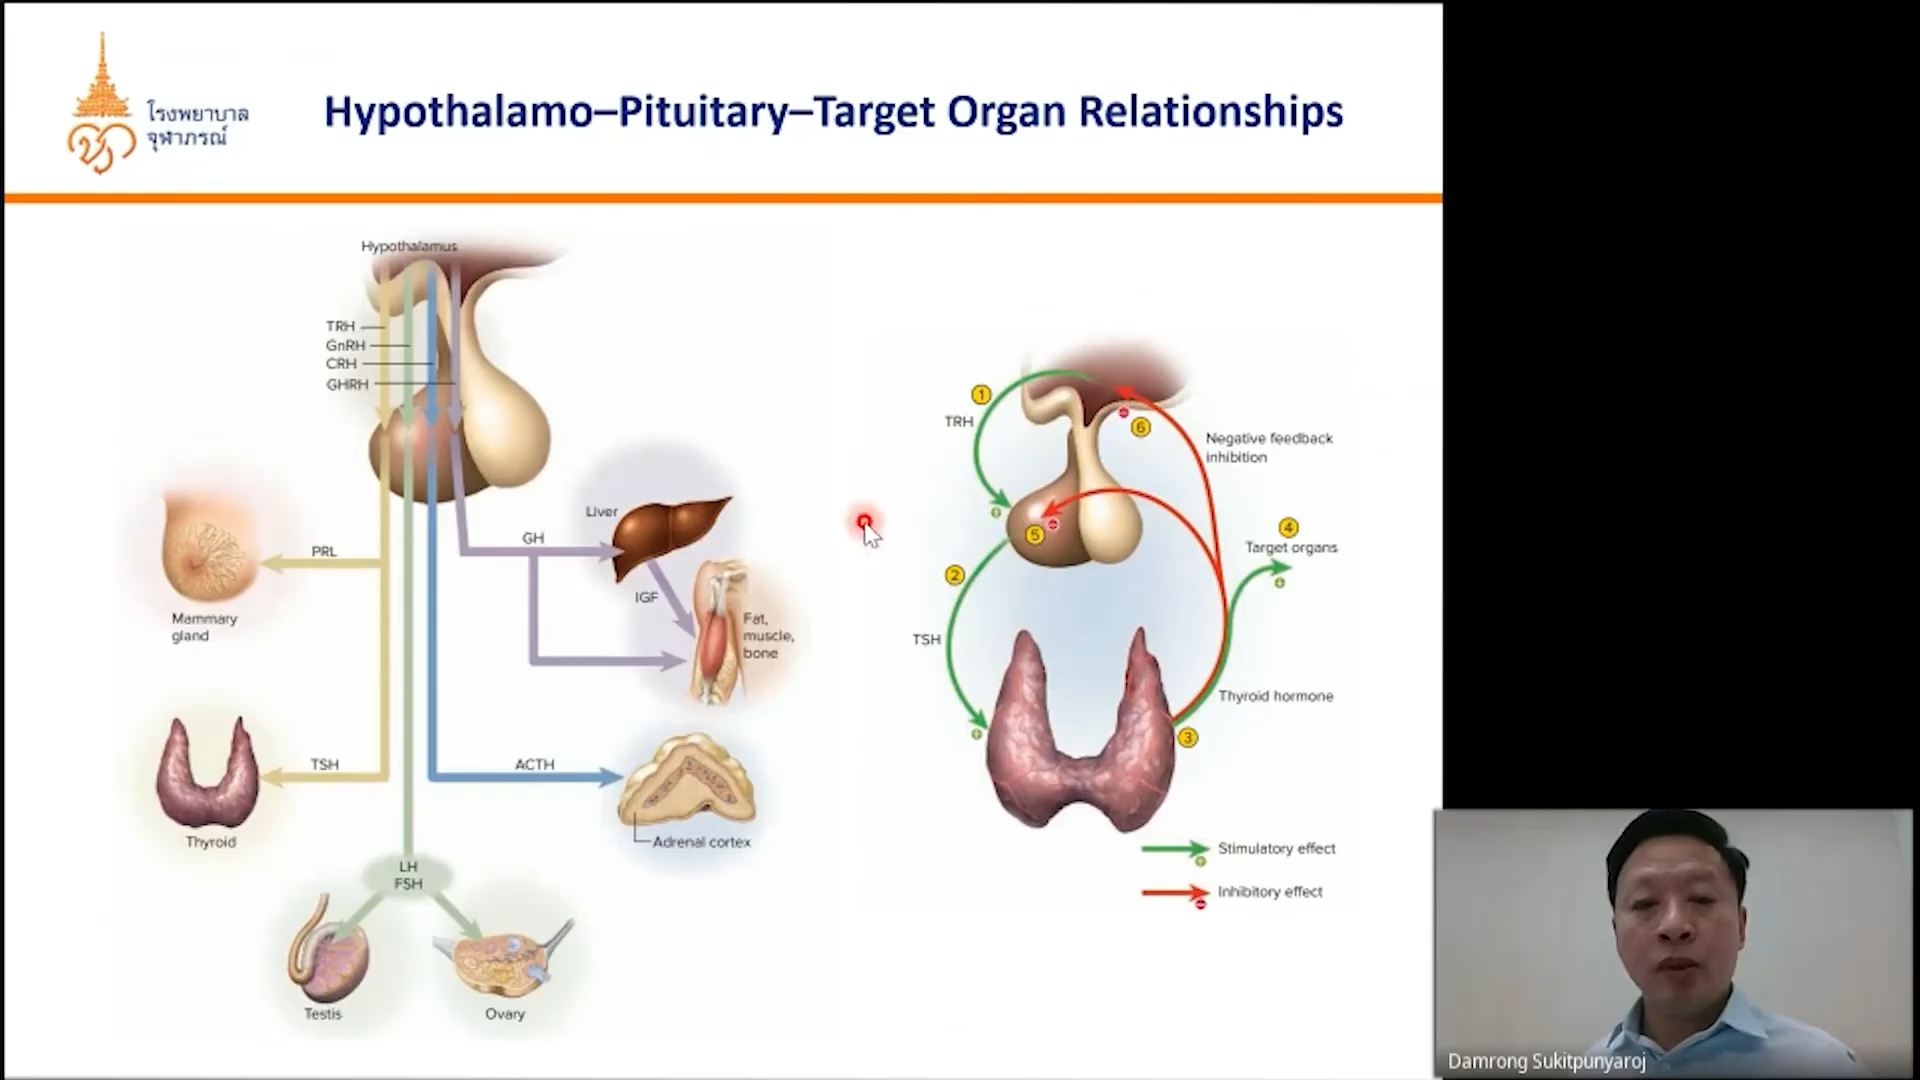 โรงพยาบาล
จุฬาภรณ์
Hypothalamo–Pituitary–Target Organ Relationships
Hypothalamus
TRH
GnRH
CRH
GHRH
PRL
Mammary
gland
GH
Liver
IGF
Fat,
muscle,
bone
TSH
Thyroid
ACTH
Adrenal cortex
LH
FSH
Testis
Ovary
1
TRH
6
Negative feedback
inhibition
5
4
Target organs
2
TSH
Thyroid hormone
3
Stimulatory effect
Inhibitory effect
Damrong Sukitpunyaroj